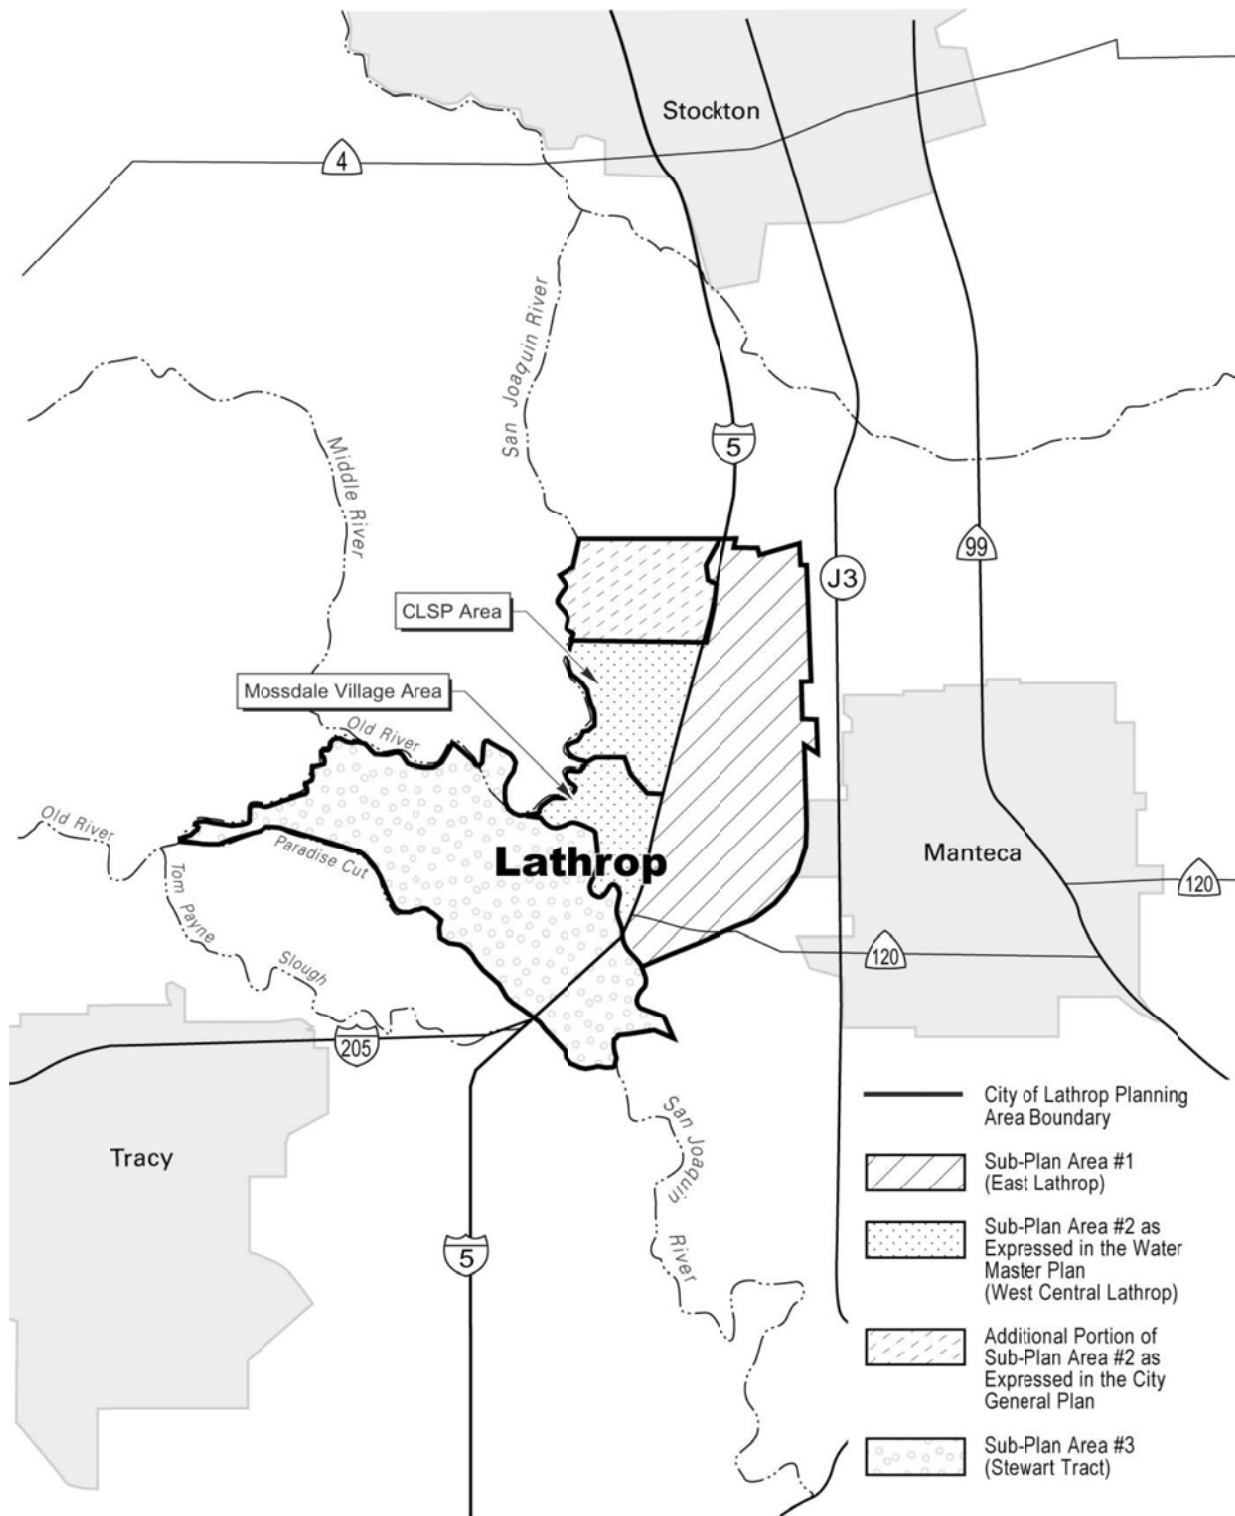 Stockton
4
San Joaquin River
Middle River
5
99
J3
CLSP Area
Mossdale Village Area
Old River
Old River
Paradise Cut
Lathrop
Manteca
Tom Payne
Slough
120
120
205
Tracy
5
San Joaquin
River
City of Lathrop Planning
Area Boundary
Sub-Plan Area #1
(East Lathrop)
Sub-Plan Area #2 as
Expressed in the Water
Master Plan
(West Central Lathrop)
Additional Portion of
Sub-Plan Area #2 as
Expressed in the City
General Plan
Sub-Plan Area #3
(Stewart Tract)